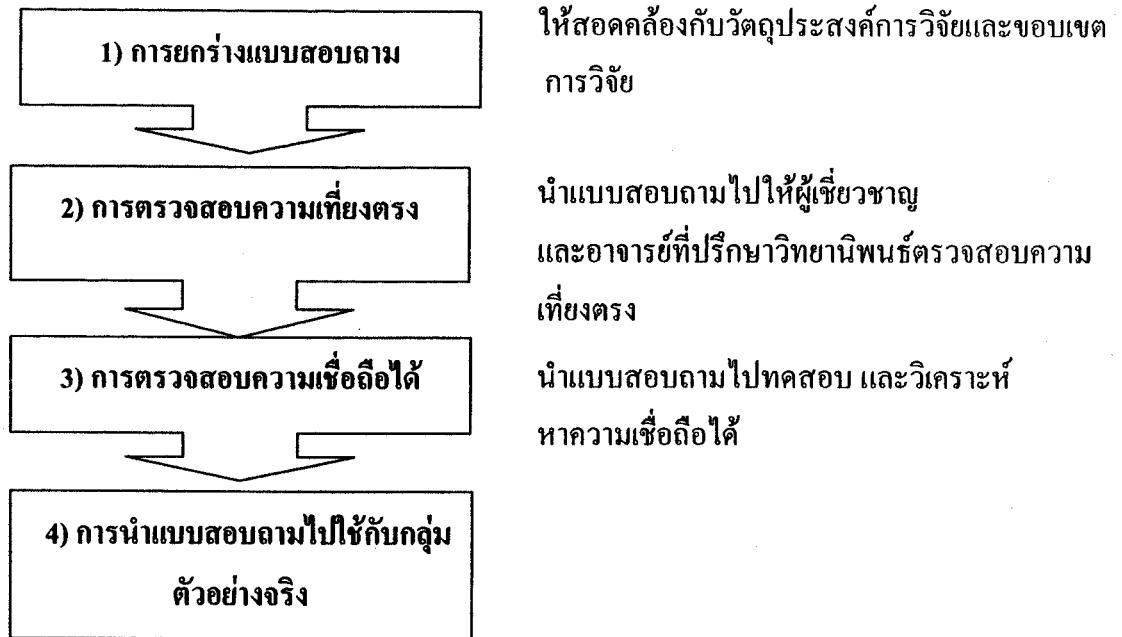 1) การยกร่างแบบสอบถาม
ให้สอดคล้องกับวัตถุประสงค์การวิจัยและขอบเขต
การวิจัย
2) การตรวจสอบความเที่ยงตรง
นำแบบสอบถามไปให้ผู้เชี่ยวชาญ
และอาจารย์ที่ปรึกษาวิทยานิพนธ์ตรวจสอบความ
เที่ยงตรง
3) การตรวจสอบความเชื่อถือได้
นำแบบสอบถามไปทดสอบ และวิเคราะห์
หาความเชื่อถือได้
4) การนำแบบสอบถามไปใช้กับกลุ่ม
ตัวอย่างจริง